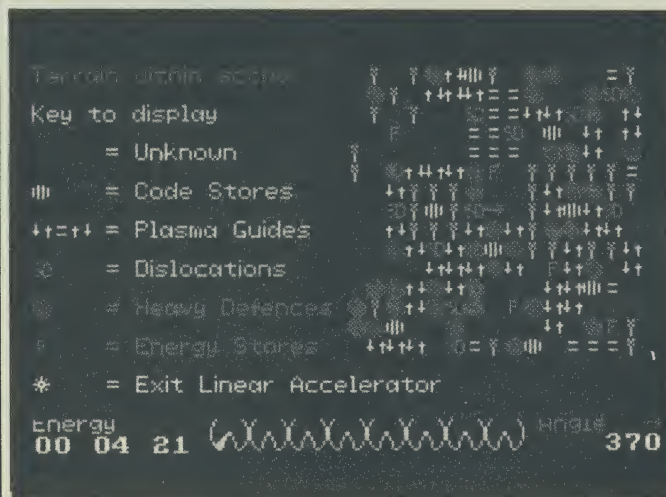 Terrain within scope
Key to display
= Unknown
= Code Stores
= Plasma Guides
= Dislocations
= Heavy Defences
= Energy Stores
✳ = Exit Linear Accelerator
Energy
Angle
00 04 21
370